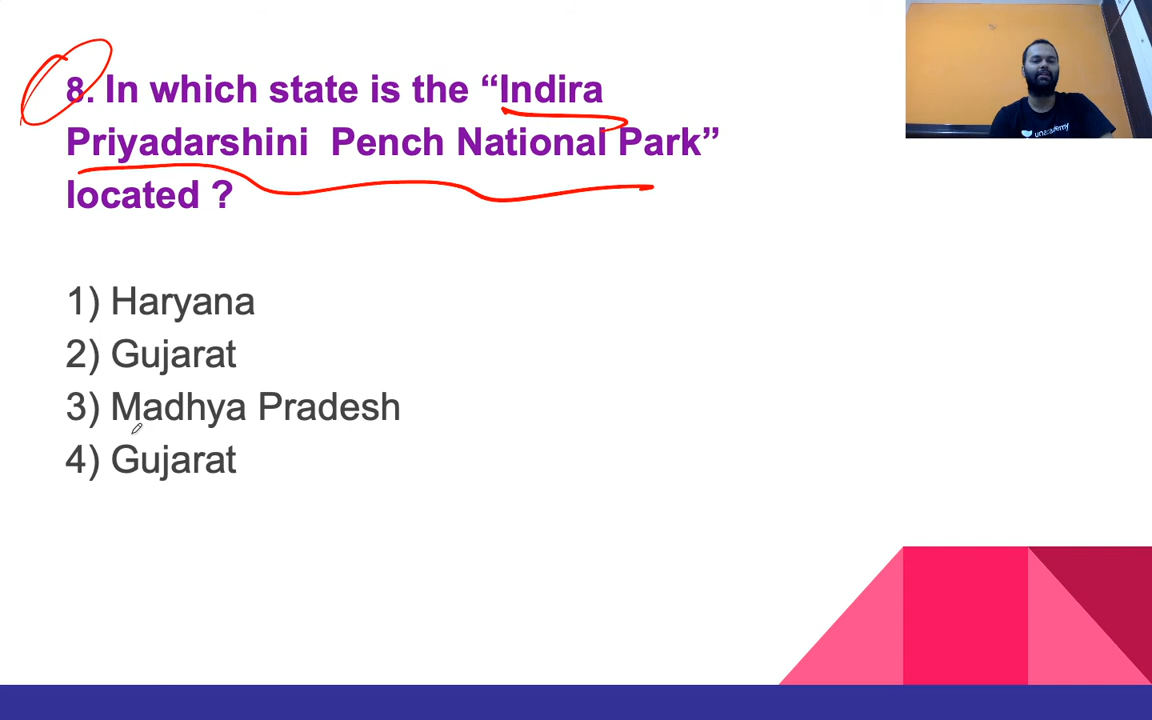 8. In which state is the “Indira
Priyadarshini Pench National Park”
located ?
1) Haryana
2) Gujarat
3) Madhya Pradesh
4) Gujarat
unacademy